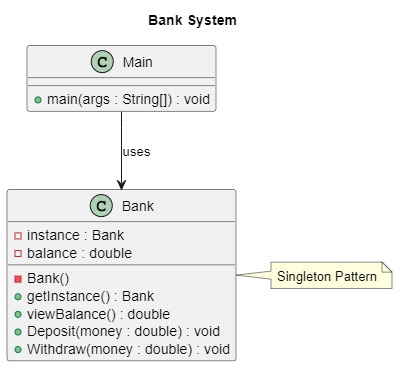 Bank System
C Main
main(args : String[]) : void
uses
C Bank
instance : Bank
balance : double
Bank()
getInstance() : Bank
viewBalance() : double
Deposit(money : double) : void
Withdraw(money : double) : void
Singleton Pattern